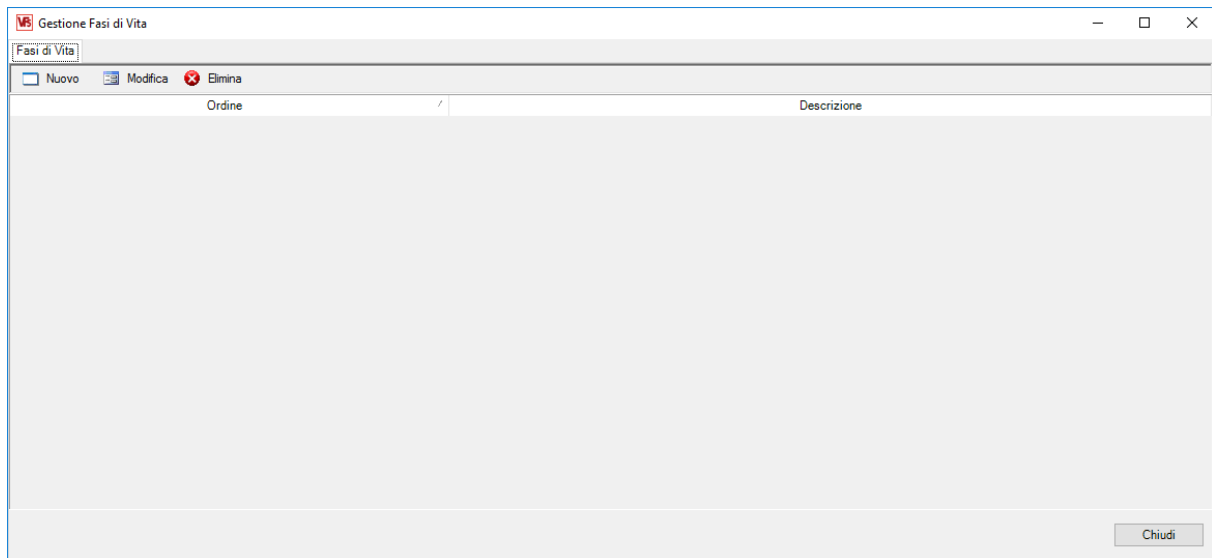 VB Gestione Fasi di Vita
Fasi di Vita
Nuovo Modifica Elimina
Ordine Descrizione
Chiudi